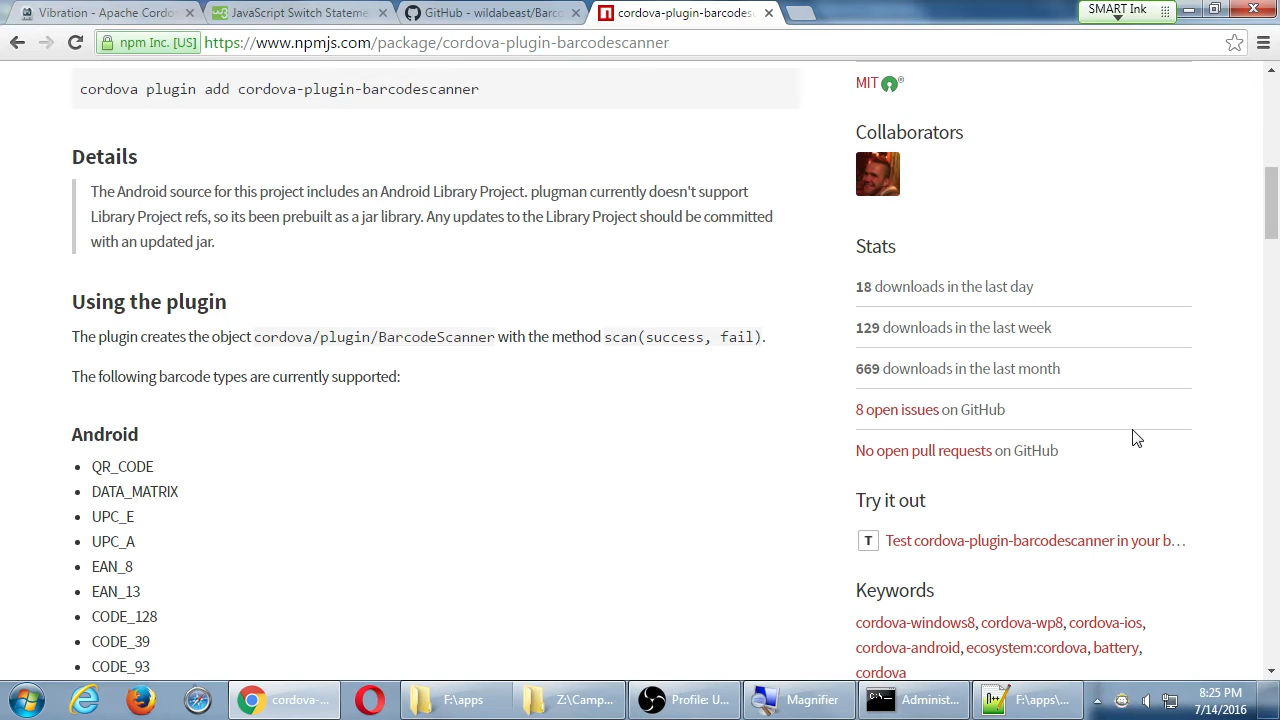 Vibration - Apache Cordo
JavaScript Switch Stateme
GitHub - wildabeast/Barc
cordova-plugin-barcodes
SMART Ink
npm Inc. [US]
https://www.npmjs.com/package/cordova-plugin-barcodescanner
cordova plugin add cordova-plugin-barcodescanner
Details
The Android source for this project includes an Android Library Project. plugman currently doesn't support
Library Project refs, so its been prebuilt as a jar library. Any updates to the Library Project should be committed
with an updated jar.
Using the plugin
The plugin creates the object cordova/plugin/BarcodeScanner with the method scan(success, fail).
The following barcode types are currently supported:
Android
QR_CODE
DATA_MATRIX
UPC_E
UPC_A
EAN_8
EAN_13
CODE_128
CODE_39
CODE_93
MIT
Collaborators
Stats
18 downloads in the last day
129 downloads in the last week
669 downloads in the last month
8 open issues on GitHub
No open pull requests on GitHub
Try it out
T Test cordova-plugin-barcodescanner in your b…
Keywords
cordova-windows8, cordova-wp8, cordova-ios,
cordova-android, ecosystem:cordova, battery,
cordova
cordova-...
F:\apps
Z:\Camp...
Profile: U...
Magnifier
Administ...
F:\apps\...
8:25 PM
7/14/2016